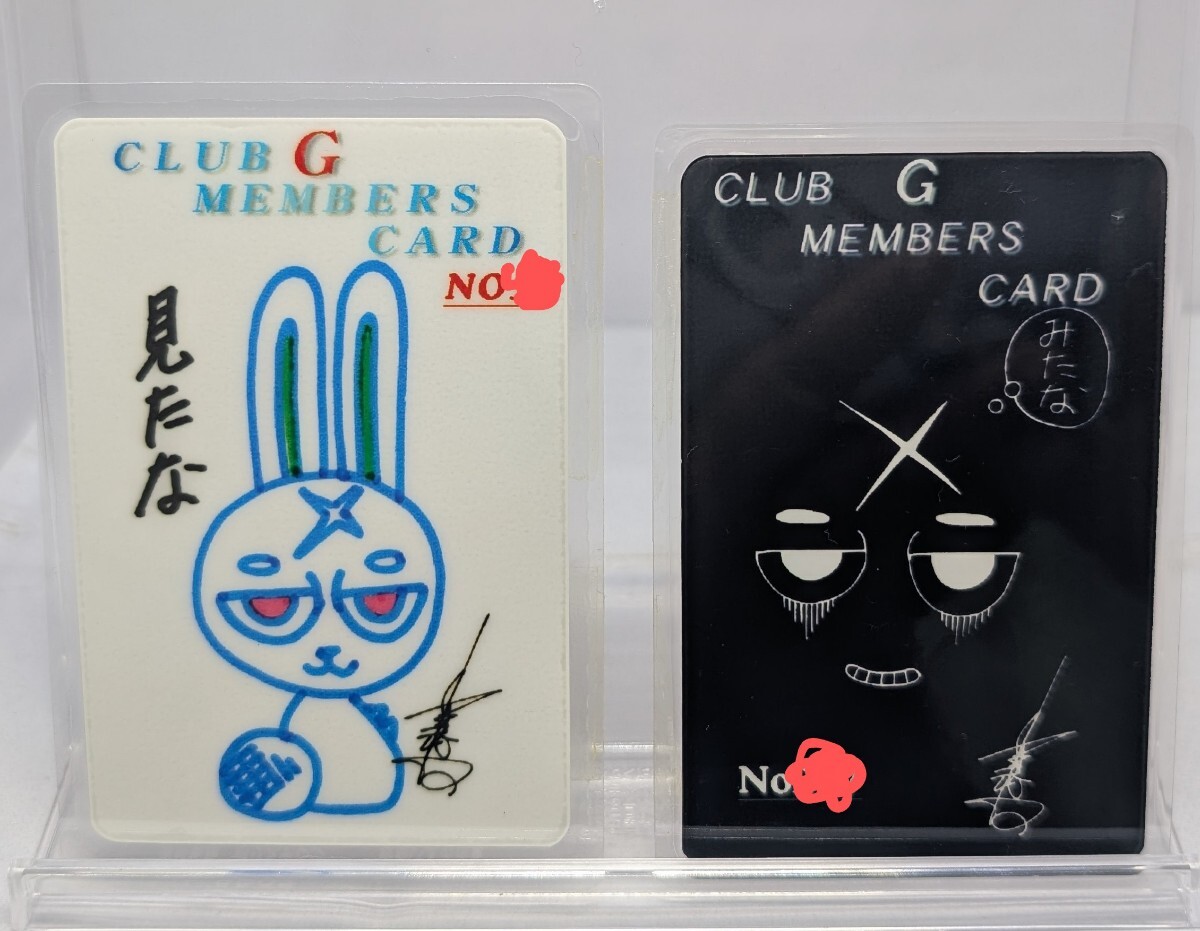 CLUB G
MEMBERS
CARD
NO.
見たな
CLUB G
MEMBERS
CARD
みたな
No